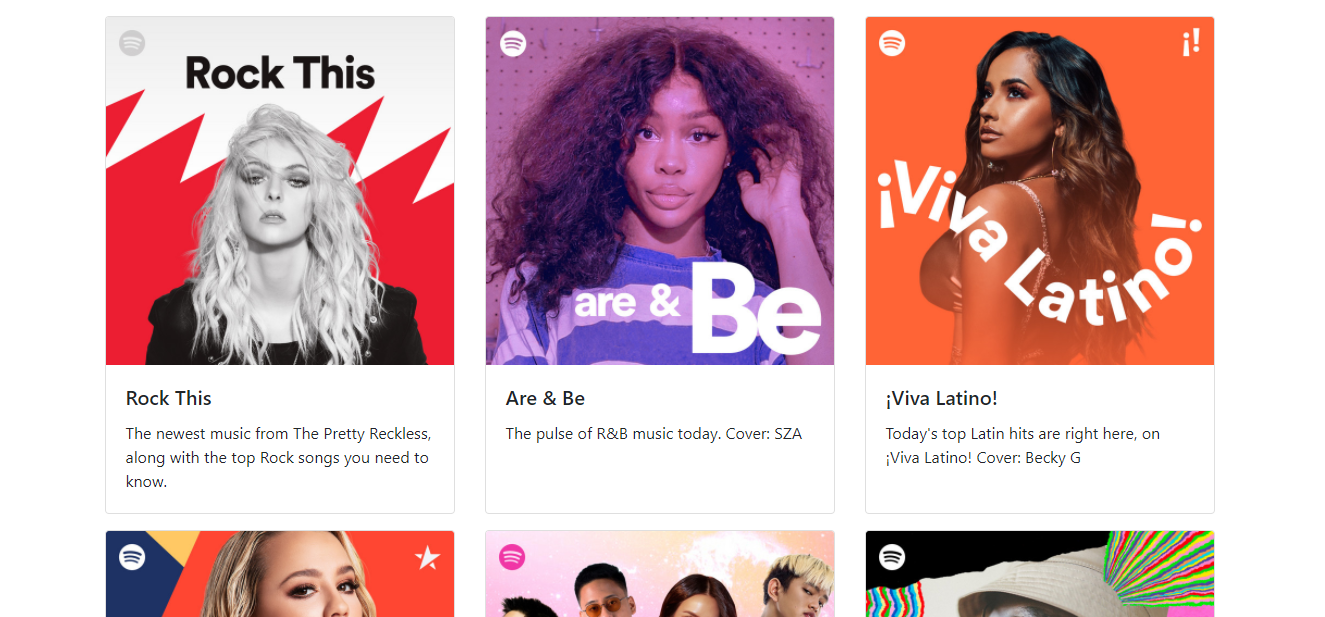 Rock This
are & Be
¡!
¡Viva Latino!
Rock This
The newest music from The Pretty Reckless,
along with the top Rock songs you need to
know.
Are & Be
The pulse of R&B music today. Cover: SZA
¡Viva Latino!
Today's top Latin hits are right here, on
¡Viva Latino! Cover: Becky G